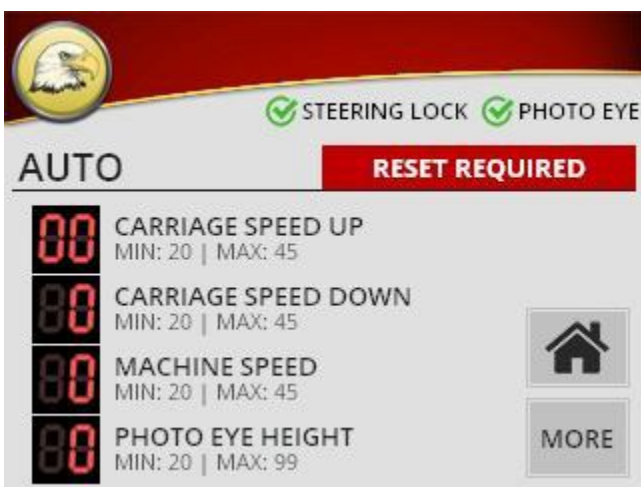 STEERING LOCK PHOTO EYE
AUTO RESET REQUIRED
00 CARRIAGE SPEED UP
MIN: 20 | MAX: 45
0 CARRIAGE SPEED DOWN
MIN: 20 | MAX: 45
0 MACHINE SPEED
MIN: 20 | MAX: 45
0 PHOTO EYE HEIGHT
MIN: 20 | MAX: 99
MORE